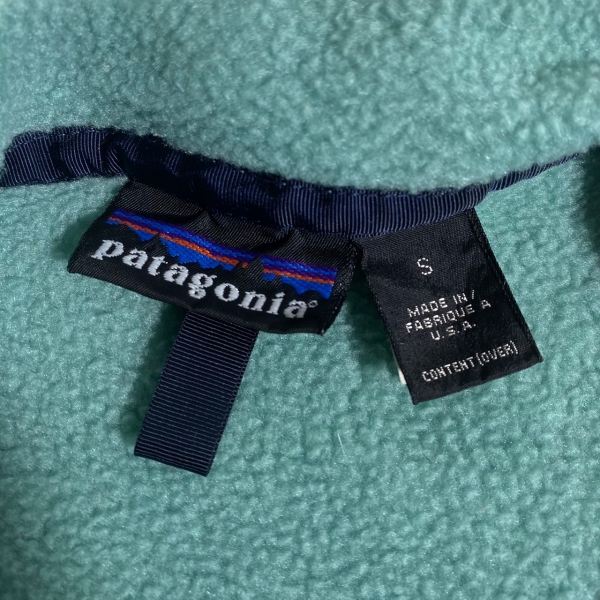 patagonia®
S
MADE IN/
FABRIQUE A
U.S.A.
CONTENT (OVER)